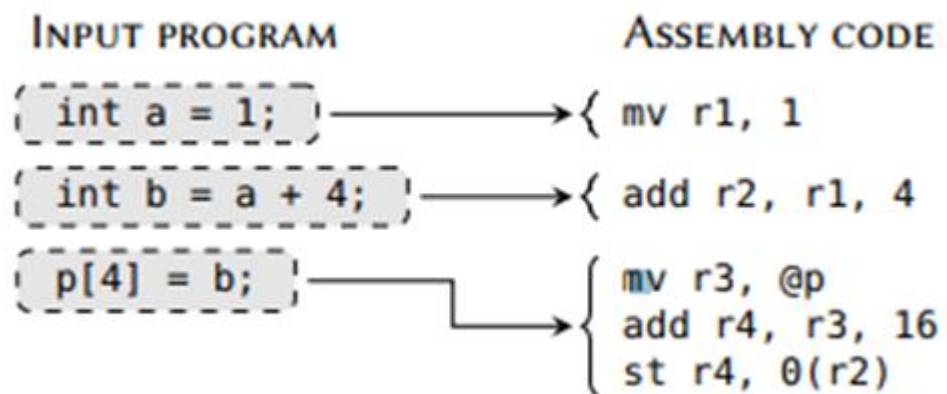 INPUT PROGRAM
ASSEMBLY CODE
int a = 1;
mv r1, 1
int b = a + 4;
add r2, r1, 4
p[4] = b;
mv r3, @p
add r4, r3, 16
st r4, 0(r2)